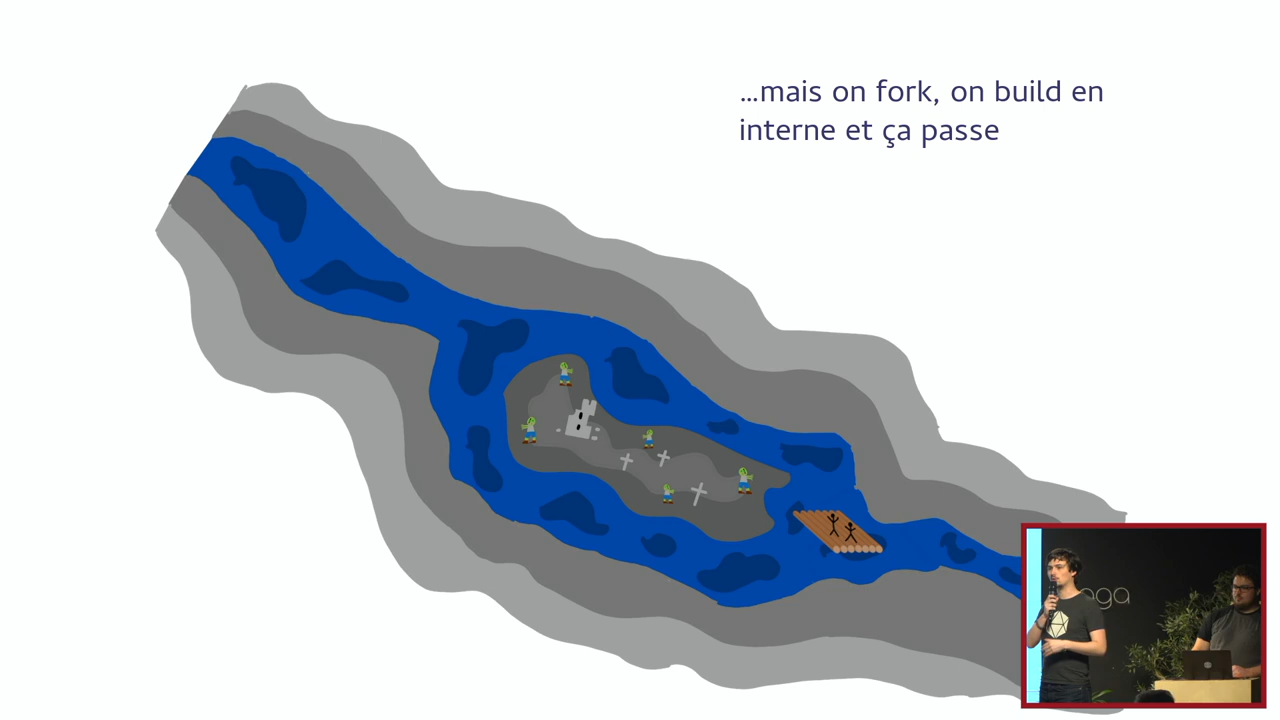 …mais on fork, on build en
interne et ça passe